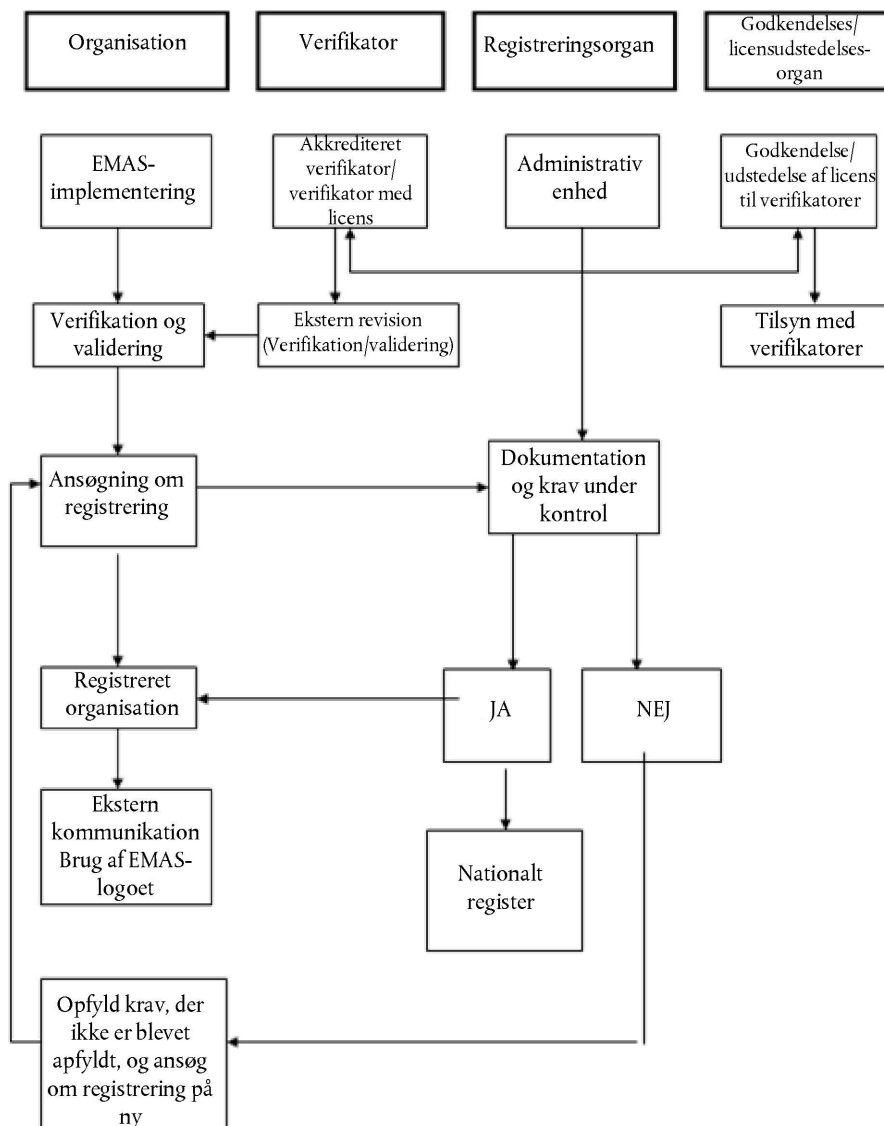 Organisation
Verifikator
Registreringsorgan
Godkendelses/
licensudstedelses-
organ
EMAS-
implementering
Akkrediteret
verifikator/
verifikator med
licens
Administrativ
enhed
Godkendelse/
udstedelse af licens
til verifikatorer
Verifikation og
validering
Ekstern revision
(Verifikation/validering)
Tilsyn med
verifikatorer
Ansøgning om
registrering
Dokumentation
og krav under
kontrol
Registreret
organisation
JA
NEJ
Ekstern
kommunikation
Brug af EMAS-
logoet
Nationalt
register
Opfyld krav, der
ikke er blevet
apfyldt, og ansøg
om registrering på
ny